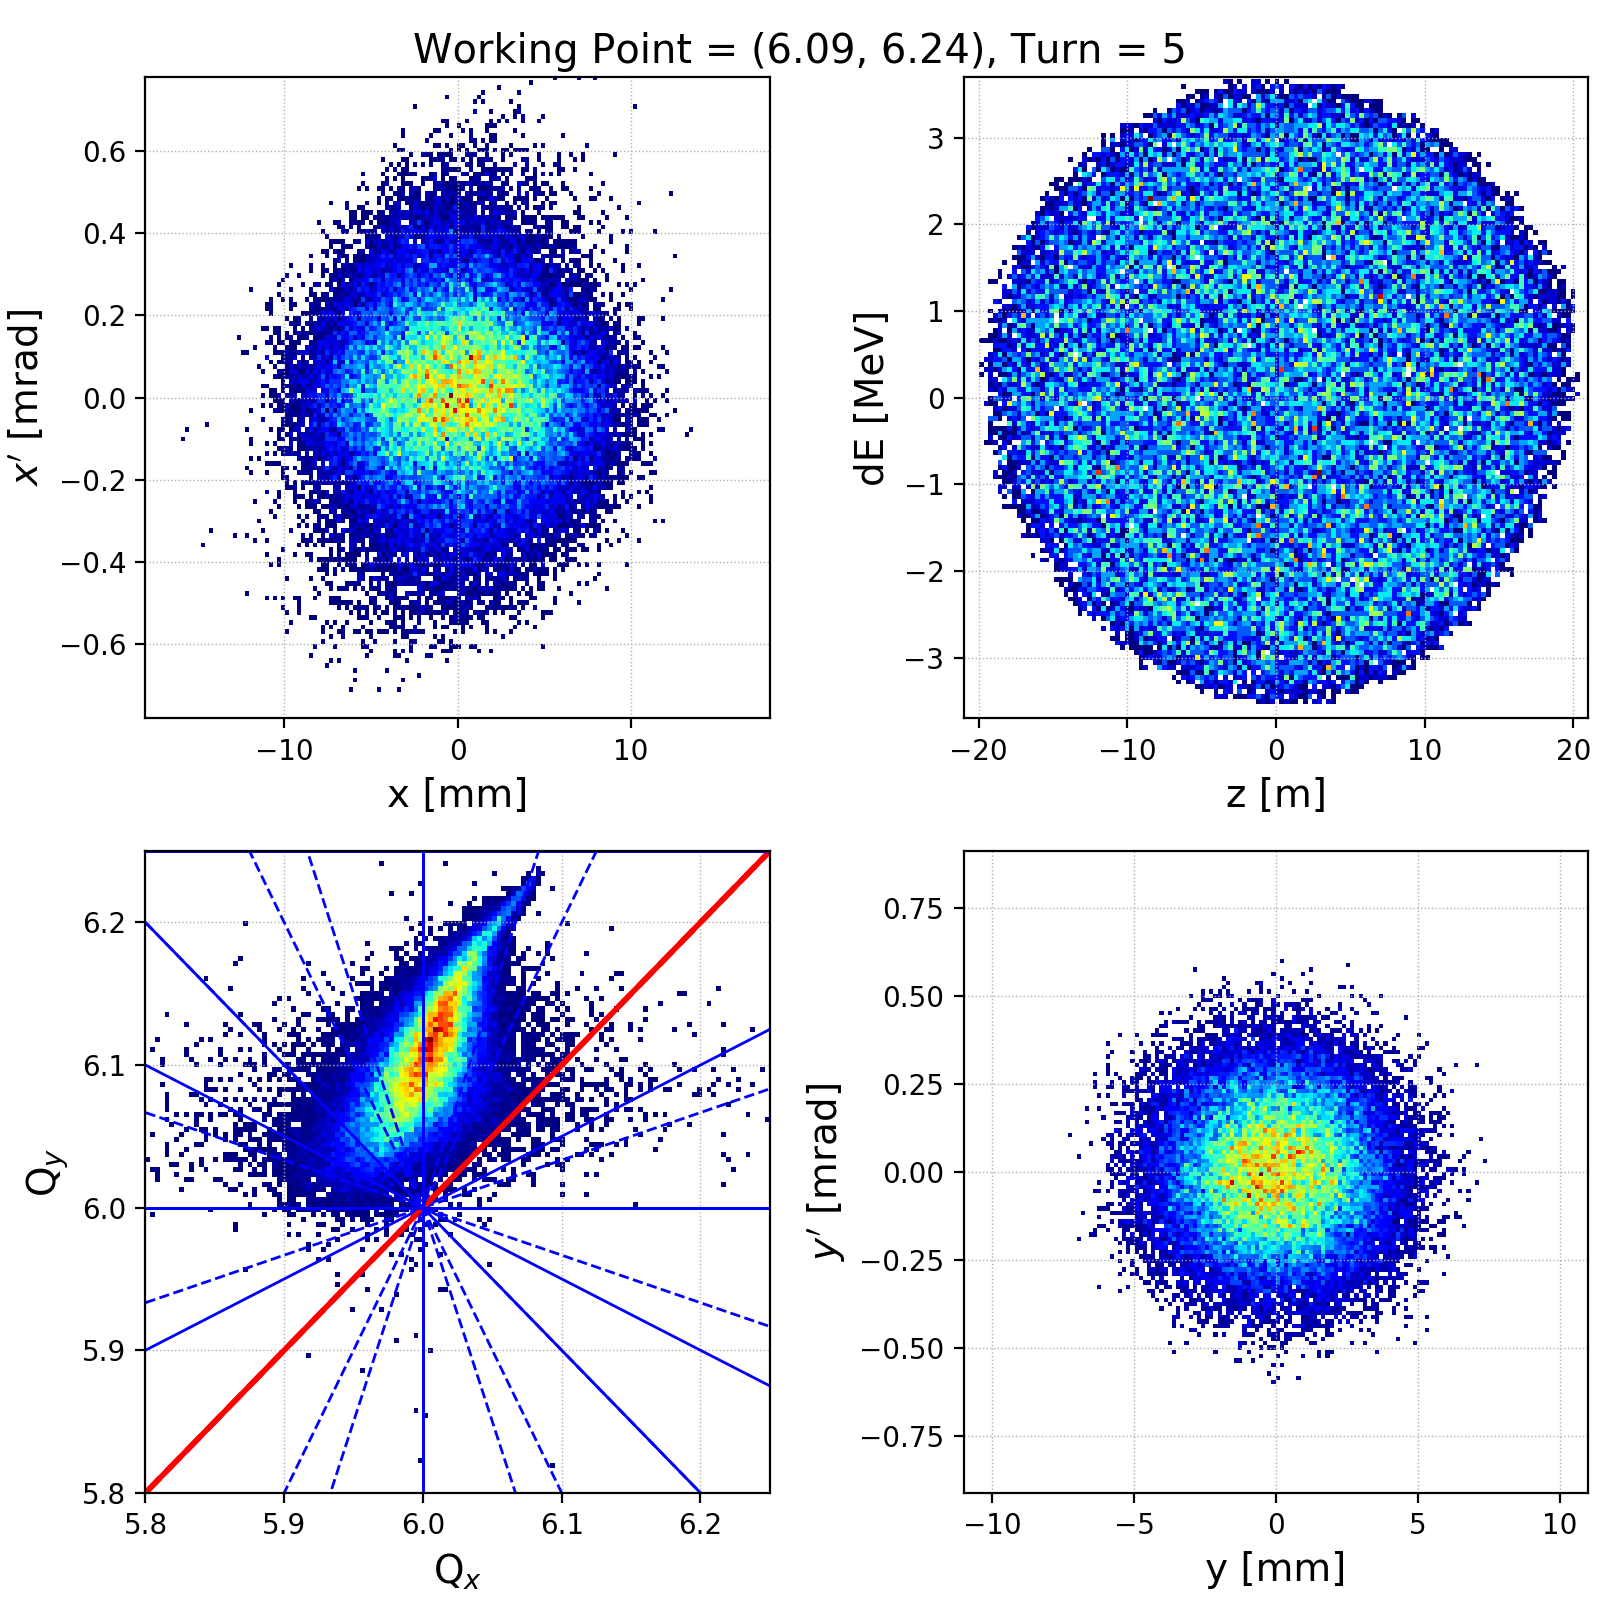 Working Point = (6.09, 6.24), Turn = 5
0.6
0.4
0.2
0.0
−0.2
−0.4
−0.6
x′ [mrad]
−10 0 10
x [mm]
3
2
1
0
−1
−2
−3
dE [MeV]
−20 −10 0 10 20
z [m]
6.2
6.1
6.0
5.9
5.8
Qy
5.8 5.9 6.0 6.1 6.2
Qx
0.75
0.50
0.25
0.00
−0.25
−0.50
−0.75
y′ [mrad]
−10 −5 0 5 10
y [mm]